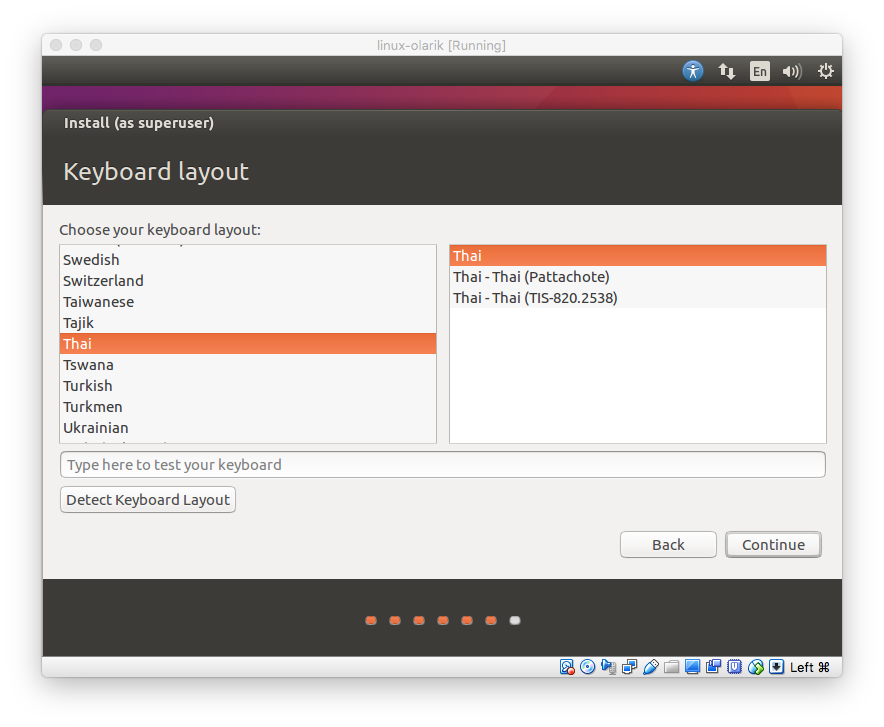 linux-olarik [Running]
En
Install (as superuser)
Keyboard layout
Choose your keyboard layout:
Swedish
Switzerland
Taiwanese
Tajik
Thai
Tswana
Turkish
Turkmen
Ukrainian
Thai
Thai - Thai (Pattachote)
Thai - Thai (TIS-820.2538)
Type here to test your keyboard
Detect Keyboard Layout
Back
Continue
Left ⌘